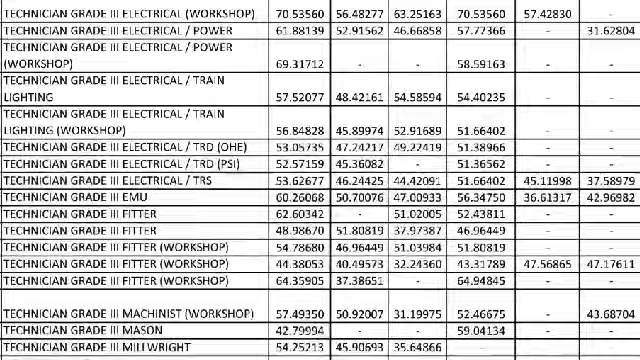 TECHNICIAN GRADE III ELECTRICAL (WORKSHOP) 70.53560 56.48277 63.25163 70.53560 57.42830 -
TECHNICIAN GRADE III ELECTRICAL / POWER 61.88139 52.91562 46.66858 57.72366 - 31.62804
TECHNICIAN GRADE III ELECTRICAL / POWER
(WORKSHOP) 69.31712 - - 58.59163 - -
TECHNICIAN GRADE III ELECTRICAL / TRAIN
LIGHTING 57.52077 48.42161 54.58594 54.40235 - -
TECHNICIAN GRADE III ELECTRICAL / TRAIN
LIGHTING (WORKSHOP) 56.84828 45.89974 52.91689 51.66402 - -
TECHNICIAN GRADE III ELECTRICAL / TRD (OHE) 53.05735 47.24217 49.22419 51.38966 - -
TECHNICIAN GRADE III ELECTRICAL / TRD (PSI) 52.57159 45.36082 - 51.36562 - -
TECHNICIAN GRADE III ELECTRICAL / TRS 53.62677 46.24425 44.42091 51.66402 45.11998 37.58979
TECHNICIAN GRADE III EMU 60.26068 50.70076 47.00933 56.34750 36.61317 42.96982
TECHNICIAN GRADE III FITTER 62.60342 - 51.02005 52.43811 - -
TECHNICIAN GRADE III FITTER 48.98670 51.80819 37.97387 46.96449 - -
TECHNICIAN GRADE III FITTER (WORKSHOP) 54.78680 46.96449 51.03984 51.80819 - -
TECHNICIAN GRADE III FITTER (WORKSHOP) 44.38053 40.49573 32.24360 43.31789 47.56865 47.17611
TECHNICIAN GRADE III FITTER (WORKSHOP) 64.35905 37.38651 - 64.94845 - -
TECHNICIAN GRADE III MACHINIST (WORKSHOP) 57.49350 50.92007 31.19975 52.46675 - 43.68704
TECHNICIAN GRADE III MASON 42.79994 - - 59.04134 - -
TECHNICIAN GRADE III MILLWRIGHT 54.25213 45.90693 35.64866 - - -